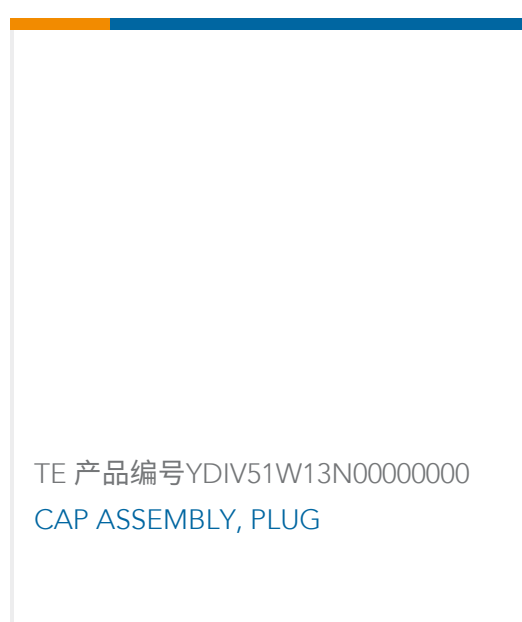 TE 产品编号YDIV51W13N00000000
CAP ASSEMBLY, PLUG